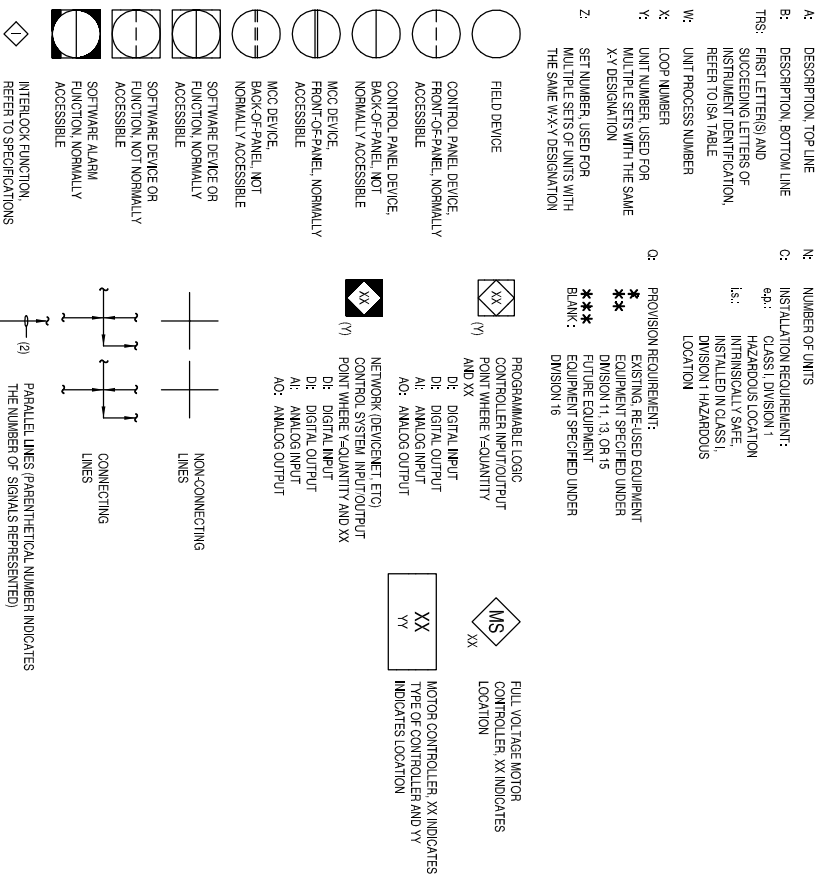 A: DESCRIPTION, TOP LINE
B: DESCRIPTION, BOTTOM LINE
TRS: FIRST LETTER(S) AND
SUCCEEDING LETTERS OF
INSTRUMENT IDENTIFICATION,
REFER TO ISA TABLE
W: UNIT PROCESS NUMBER
X: LOOP NUMBER
Y: UNIT NUMBER, USED FOR
MULTIPLE SETS WITH THE SAME
X-Y DESIGNATION
Z: SET NUMBER, USED FOR
MULTIPLE SETS OF UNITS WITH
THE SAME W-X-Y DESIGNATION
N: NUMBER OF UNITS
C: INSTALLATION REQUIREMENT:
e.p.: CLASS I, DIVISION 1
HAZARDOUS LOCATION
i.s.: INTRINSICALLY SAFE,
INSTALLED IN CLASS I,
DIVISION 1 HAZARDOUS
LOCATION
Q: PROVISION REQUIREMENT:
* EXISTING, RE-USED EQUIPMENT
** EQUIPMENT SPECIFIED UNDER
DIVISION 11, 13, OR 15
*** FUTURE EQUIPMENT
BLANK: EQUIPMENT SPECIFIED UNDER
DIVISION 16
FIELD DEVICE
CONTROL PANEL DEVICE,
FRONT-OF-PANEL, NORMALLY
ACCESSIBLE
CONTROL PANEL DEVICE,
BACK-OF-PANEL, NOT
NORMALLY ACCESSIBLE
MCC DEVICE,
FRONT-OF-PANEL, NORMALLY
ACCESSIBLE
MCC DEVICE,
BACK-OF-PANEL, NOT
NORMALLY ACCESSIBLE
SOFTWARE DEVICE OR
FUNCTION, NORMALLY
ACCESSIBLE
SOFTWARE DEVICE OR
FUNCTION, NOT NORMALLY
ACCESSIBLE
SOFTWARE ALARM
FUNCTION, NORMALLY
ACCESSIBLE
I
INTERLOCK FUNCTION,
REFER TO SPECIFICATIONS
XX
(Y)
PROGRAMMABLE LOGIC
CONTROLLER INPUT/OUTPUT
POINT WHERE Y=QUANTITY
AND XX
DI: DIGITAL INPUT
DI: DIGITAL OUTPUT
AI: ANALOG INPUT
AO: ANALOG OUTPUT
XX
(Y)
NETWORK (DEVICENET, ETC)
CONTROL SYSTEM INPUT/OUTPUT
POINT WHERE Y=QUANTITY AND XX
DI: DIGITAL INPUT
DI: DIGITAL OUTPUT
AI: ANALOG INPUT
AO: ANALOG OUTPUT
NON-CONNECTING
LINES
CONNECTING
LINES
(2)
PARALLEL LINES (PARENTHETICAL NUMBER INDICATES
THE NUMBER OF SIGNALS REPRESENTED)
MS
XX
FULL VOLTAGE MOTOR
CONTROLLER, XX INDICATES
LOCATION
XX
YY
MOTOR CONTROLLER, XX INDICATES
TYPE OF CONTROLLER AND YY
INDICATES LOCATION